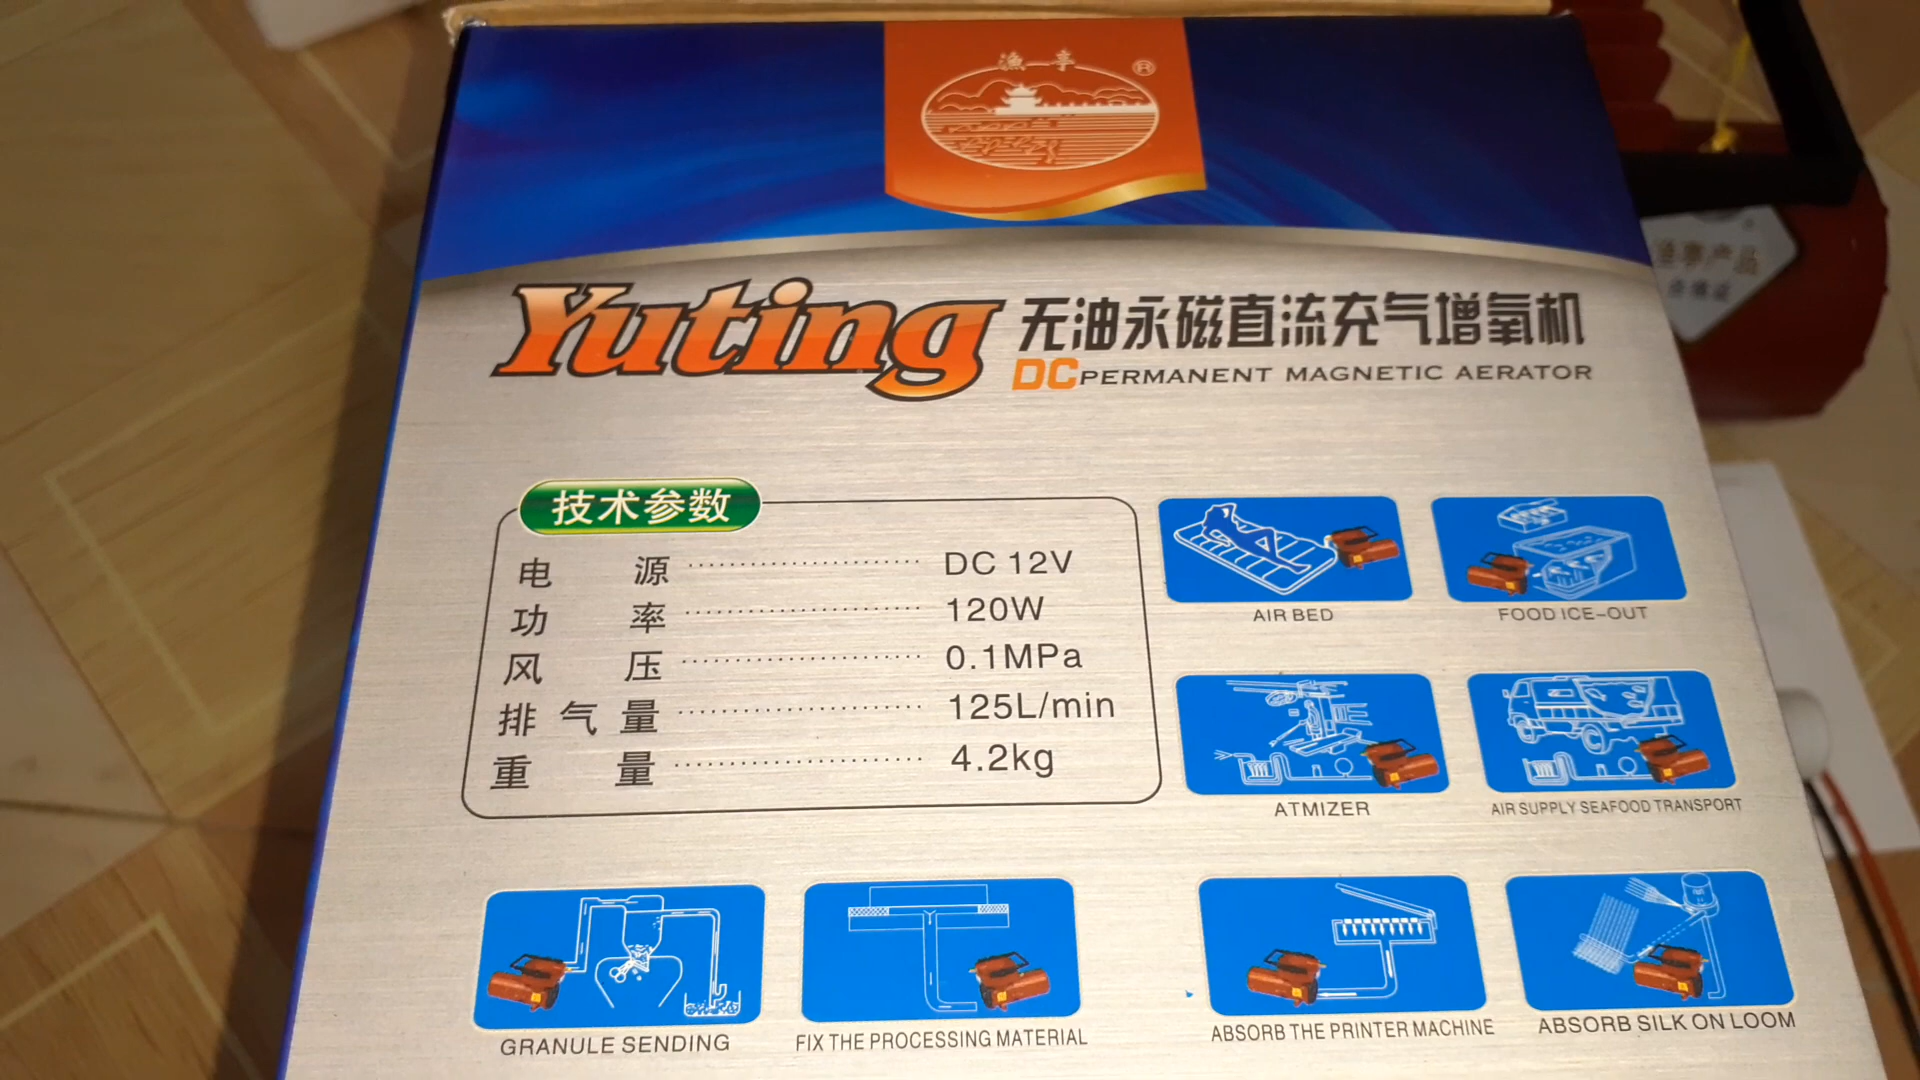 漁亭 ®
Yuting 无油永磁直流充气增氧机
DC PERMANENT MAGNETIC AERATOR
技术参数
电源 DC 12V
功率 120W
风压 0.1MPa
排气量 125L/min
重量 4.2kg
AIR BED
FOOD ICE-OUT
ATMIZER
AIR SUPPLY SEAFOOD TRANSPORT
GRANULE SENDING
FIX THE PROCESSING MATERIAL
ABSORB THE PRINTER MACHINE
ABSORB SILK ON LOOM